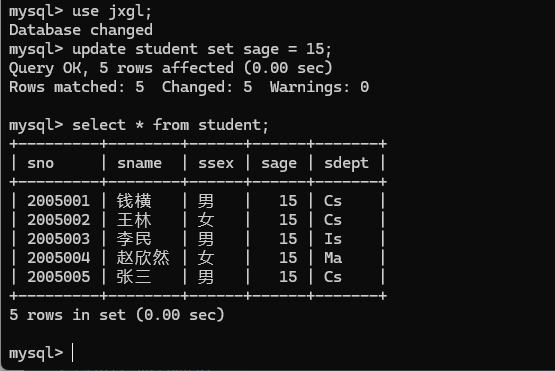 mysql> use jxgl;
Database changed
mysql> update student set sage = 15;
Query OK, 5 rows affected (0.00 sec)
Rows matched: 5  Changed: 5  Warnings: 0

mysql> select * from student;
+---------+--------+------+------+-------+
| sno     | sname  | ssex | sage | sdept |
+---------+--------+------+------+-------+
| 2005001 | 钱横   | 男   |   15 | Cs    |
| 2005002 | 王林   | 女   |   15 | Cs    |
| 2005003 | 李民   | 男   |   15 | Is    |
| 2005004 | 赵欣然 | 女   |   15 | Ma    |
| 2005005 | 张三   | 男   |   15 | Cs    |
+---------+--------+------+------+-------+
5 rows in set (0.00 sec)

mysql>